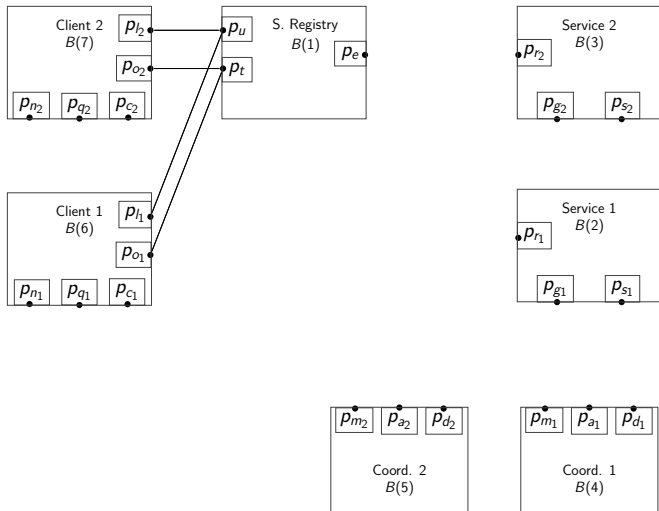 Client 2
B(7)
p_{l_2}
p_{o_2}
p_{n_2} p_{q_2} p_{c_2}
S. Registry
B(1)
p_u
p_t
p_e
Service 2
B(3)
p_{r_2}
p_{g_2} p_{s_2}
Client 1
B(6)
p_{l_1}
p_{o_1}
p_{n_1} p_{q_1} p_{c_1}
Service 1
B(2)
p_{r_1}
p_{g_1} p_{s_1}
p_{m_2} p_{a_2} p_{d_2}
Coord. 2
B(5)
p_{m_1} p_{a_1} p_{d_1}
Coord. 1
B(4)